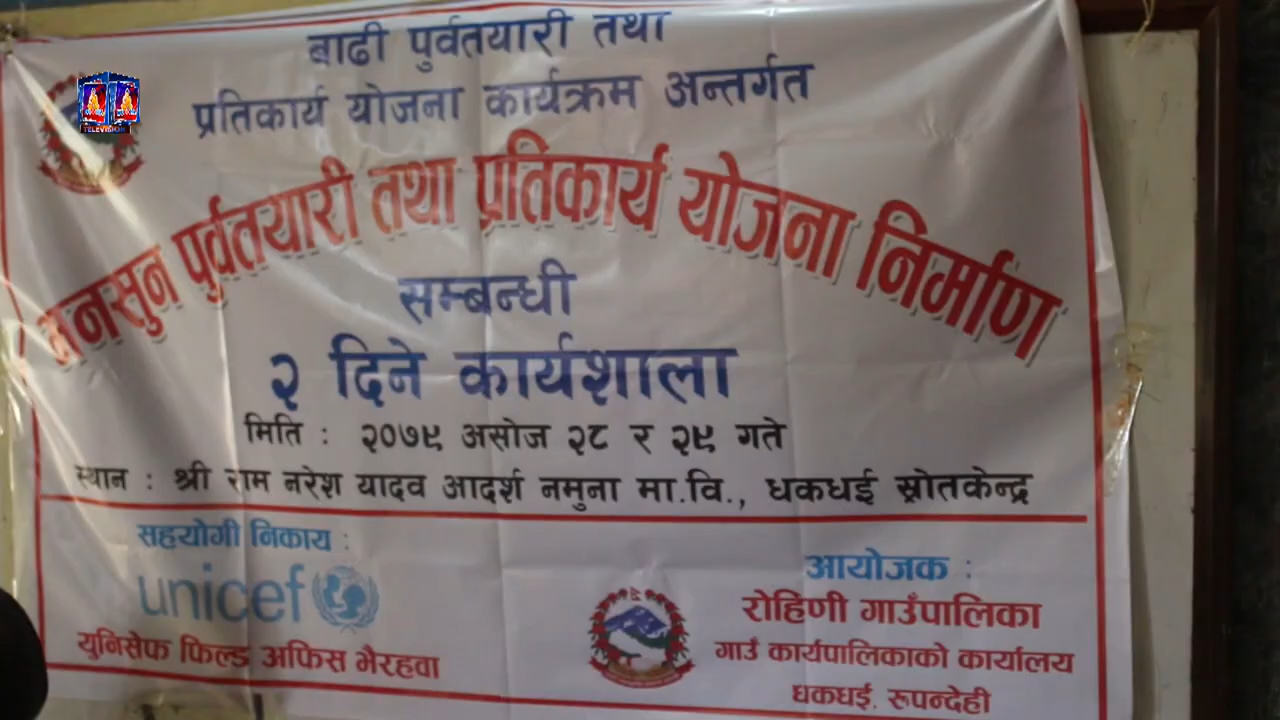 बाढी पुर्वतयारी तथा
प्रतिकार्य योजना कार्यक्रम अन्तर्गत
मनसुन पुर्वतयारी तथा प्रतिकार्य योजना निर्माण
सम्बन्धी
२ दिने कार्यशाला
मिति : २०७९ असोज २८ र २९ गते
स्थान : श्री राम नरेश यादव आदर्श नमुना मा.वि., धकधई स्रोतकेन्द्र
सहयोगी निकाय :
unicef
युनिसेफ फिल्ड अफिस भैरहवा
आयोजक :
रोहिणी गाउँपालिका
गाउँ कार्यपालिकाको कार्यालय
धकधई, रूपन्देही
TELEVISION